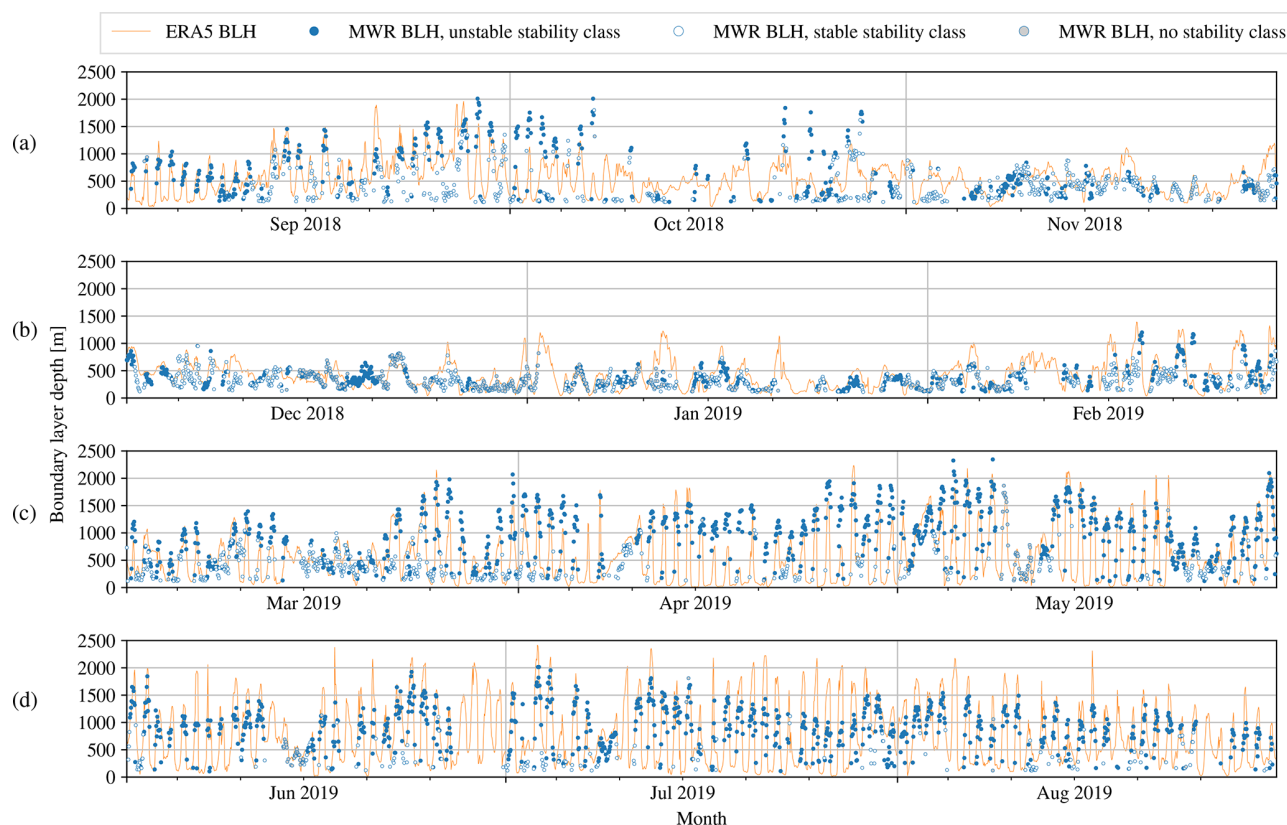 ERA5 BLH MWR BLH, unstable stability class MWR BLH, stable stability class MWR BLH, no stability class
(a)
2500
2000
1500
1000
500
0
Sep 2018 Oct 2018 Nov 2018
(b)
2500
2000
1500
1000
500
0
Dec 2018 Jan 2019 Feb 2019
Boundary layer depth [m]
(c)
2500
2000
1500
1000
500
0
Mar 2019 Apr 2019 May 2019
(d)
2500
2000
1500
1000
500
0
Jun 2019 Jul 2019 Aug 2019
Month